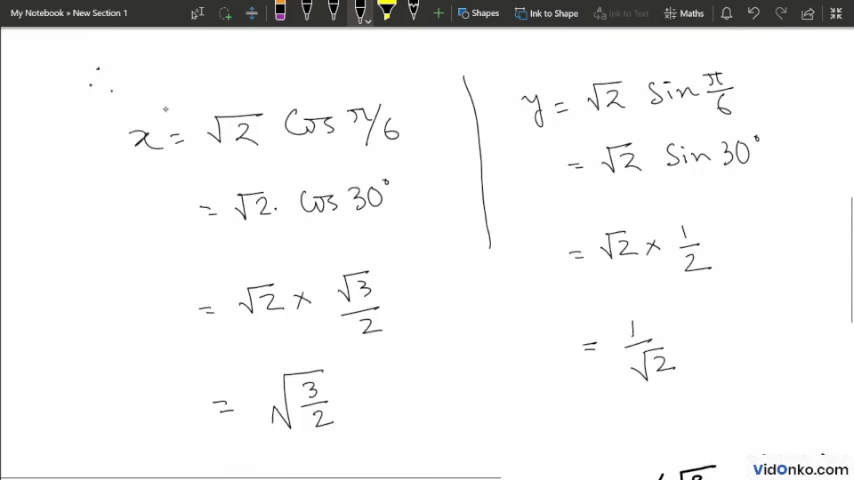 My Notebook » New Section 1
Shapes
Ink to Shape
Ink to Text
Maths
∴
x = √2 Cos π/6
= √2 · Cos 30°
= √2 × √3/2
= √(3/2)
y = √2 Sin π/6
= √2 Sin 30°
= √2 × 1/2
= 1/√2
VidOnko.com